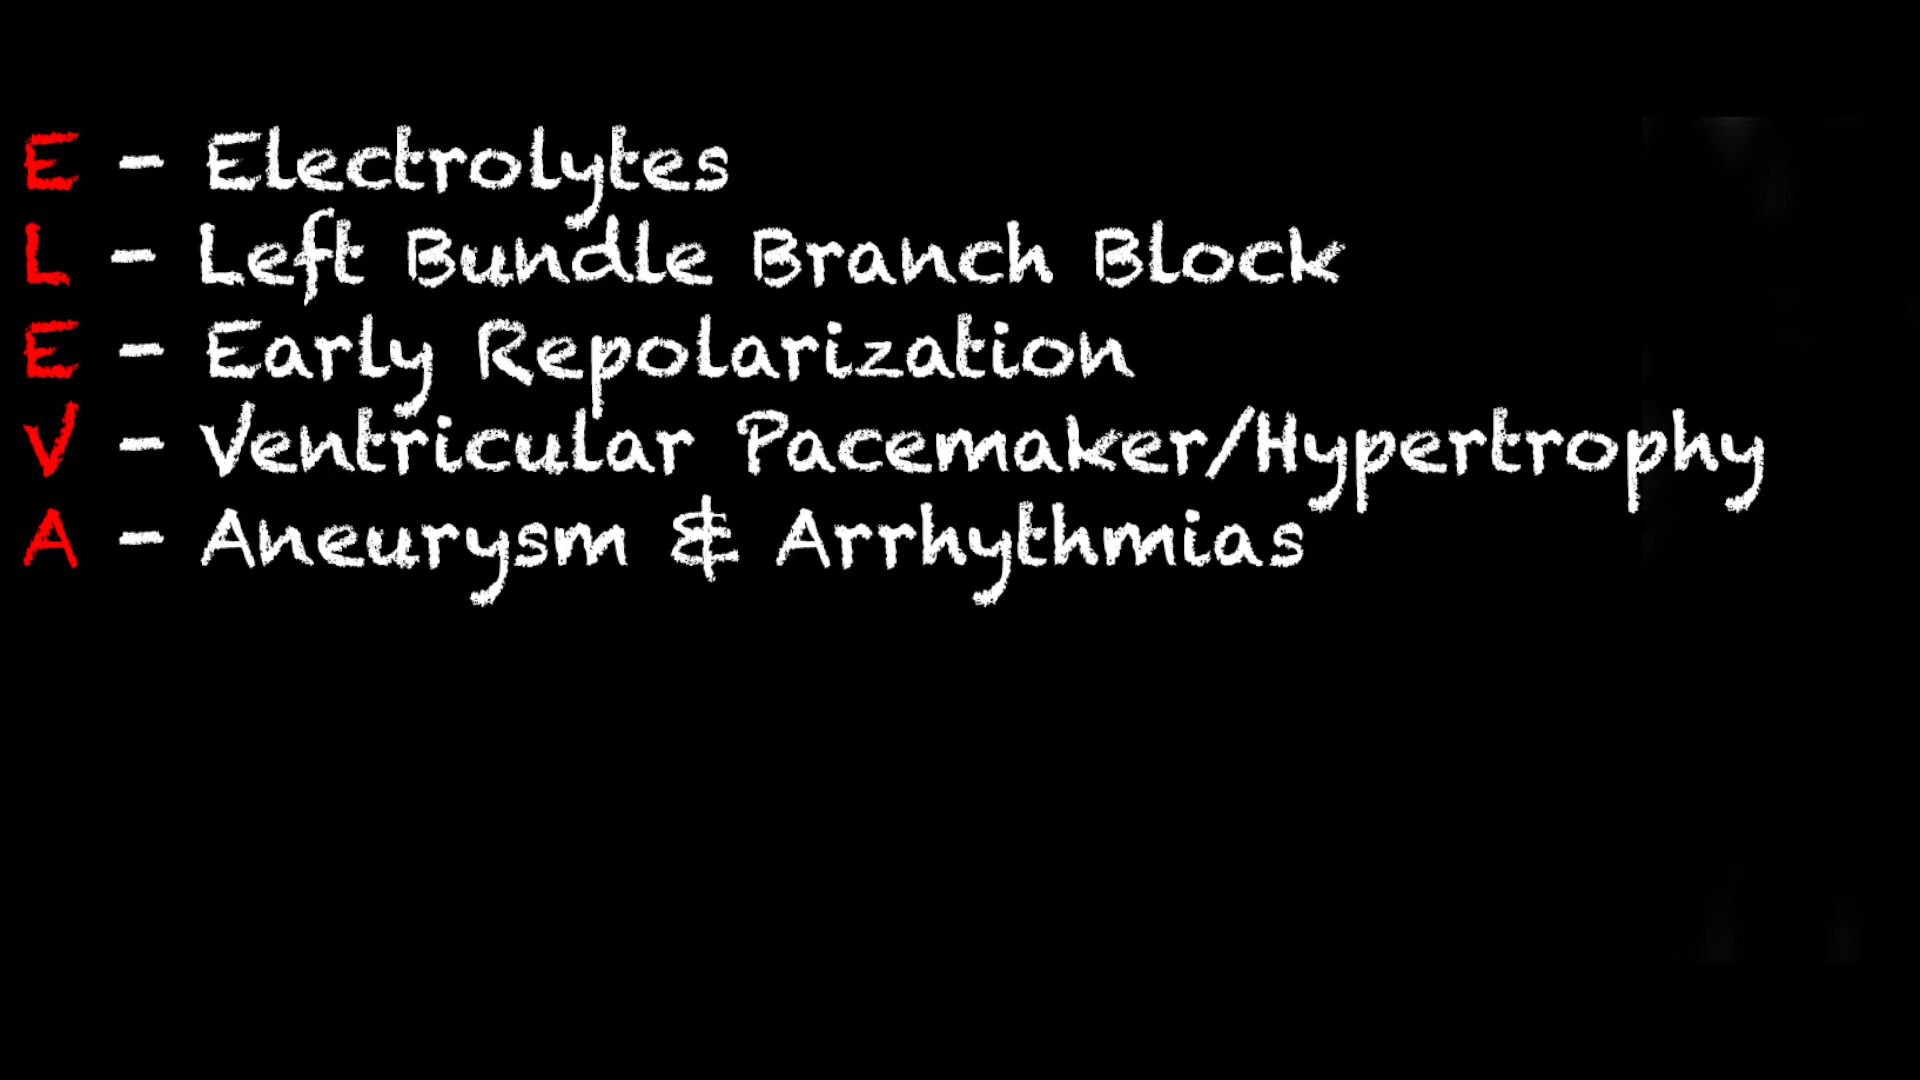 E - Electrolytes
L - Left Bundle Branch Block
E - Early Repolarization
V - Ventricular Pacemaker/Hypertrophy
A - Aneurysm & Arrhythmias